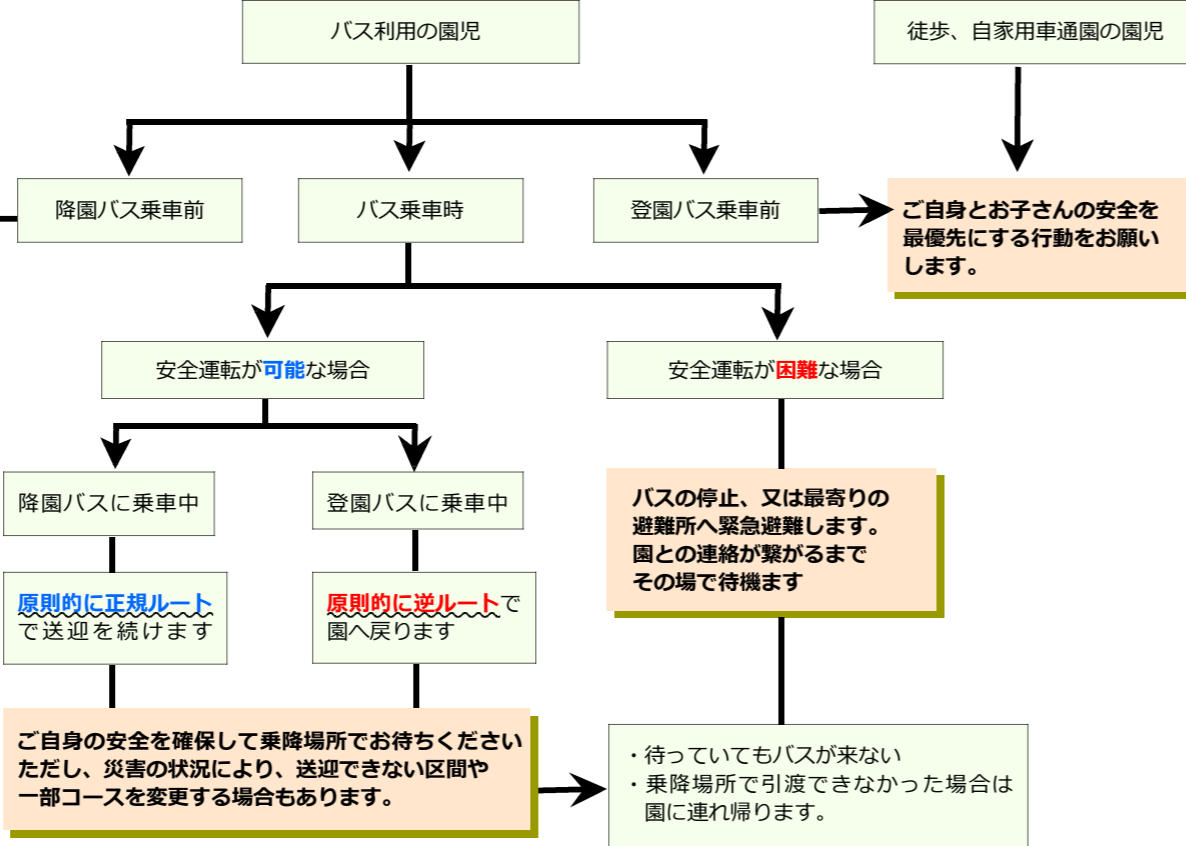 バス利用の園児
徒歩、自家用車通園の園児
降園バス乗車前
バス乗車時
登園バス乗車前
ご自身とお子さんの安全を
最優先にする行動をお願い
します。
安全運転が可能な場合
安全運転が困難な場合
降園バスに乗車中
登園バスに乗車中
バスの停止、又は最寄りの
避難所へ緊急避難します。
園との連絡が繋がるまで
その場で待機ます
原則的に正規ルート
で送迎を続けます
原則的に逆ルートで
園へ戻ります
ご自身の安全を確保して乗降場所でお待ちください
ただし、災害の状況により、送迎できない区間や
一部コースを変更する場合もあります。
・待っていてもバスが来ない
・乗降場所で引渡できなかった場合は
園に連れ帰ります。